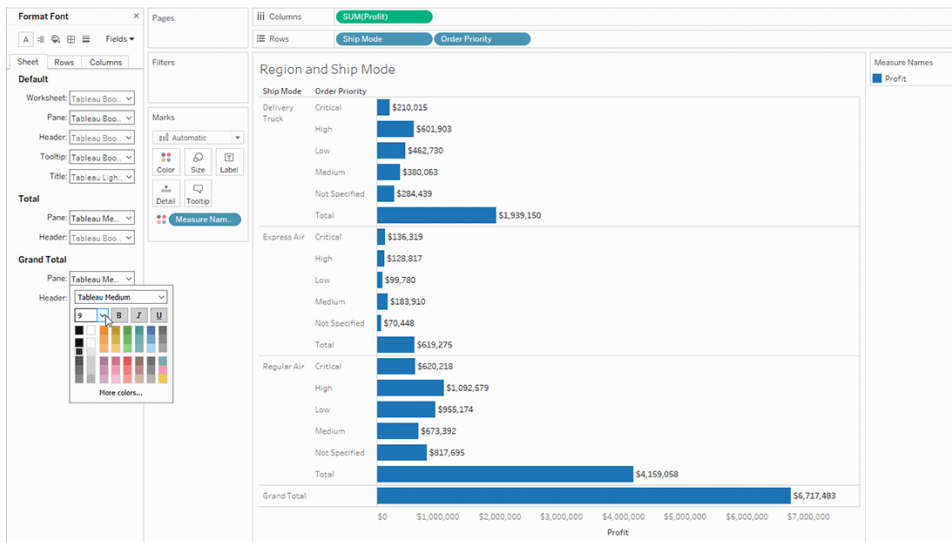 Format Font ×
Fields
Sheet Rows Columns
Default
Worksheet: Tableau Boo..
Pane: Tableau Boo..
Header: Tableau Boo..
Tooltip: Tableau Boo..
Title: Tableau Ligh..
Total
Pane: Tableau Me..
Header: Tableau Boo..
Grand Total
Pane: Tableau Me..
Header:
Tableau Medium
9 B I U
More colors...
Pages
Filters
Marks
Automatic
Color Size Label
Detail Tooltip
Measure Nam..
Columns SUM(Profit)
Rows Ship Mode Order Priority
Region and Ship Mode
Ship Mode Order Priority
Delivery Truck Critical $210,015
High $601,903
Low $462,730
Medium $380,063
Not Specified $284,439
Total $1,939,150
Express Air Critical $136,319
High $128,817
Low $99,780
Medium $183,910
Not Specified $70,448
Total $619,275
Regular Air Critical $620,218
High $1,092,579
Low $955,174
Medium $673,392
Not Specified $817,695
Total $4,159,058
Grand Total $6,717,483
$0 $1,000,000 $2,000,000 $3,000,000 $4,000,000 $5,000,000 $6,000,000 $7,000,000
Profit
Measure Names
Profit